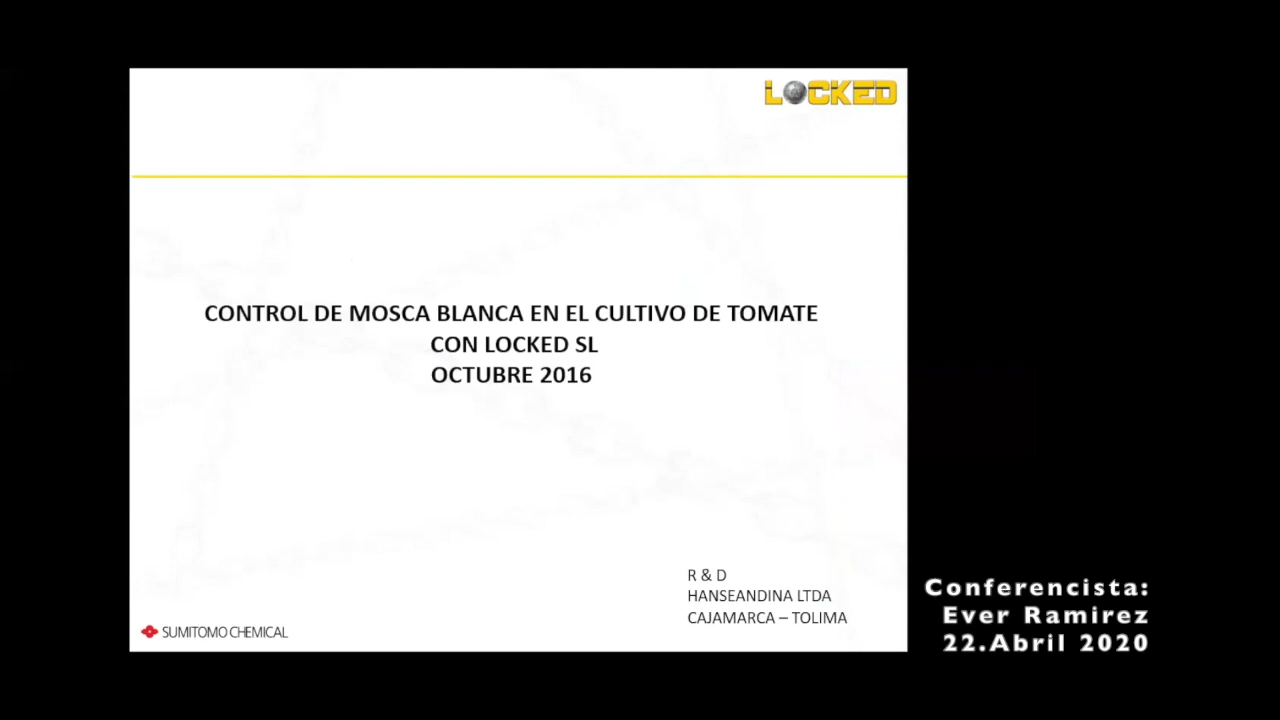 LOCKED
CONTROL DE MOSCA BLANCA EN EL CULTIVO DE TOMATE
CON LOCKED SL
OCTUBRE 2016
R & D
HANSEANDINA LTDA
CAJAMARCA – TOLIMA
SUMITOMO CHEMICAL
Conferencista:
Ever Ramirez
22.Abril 2020